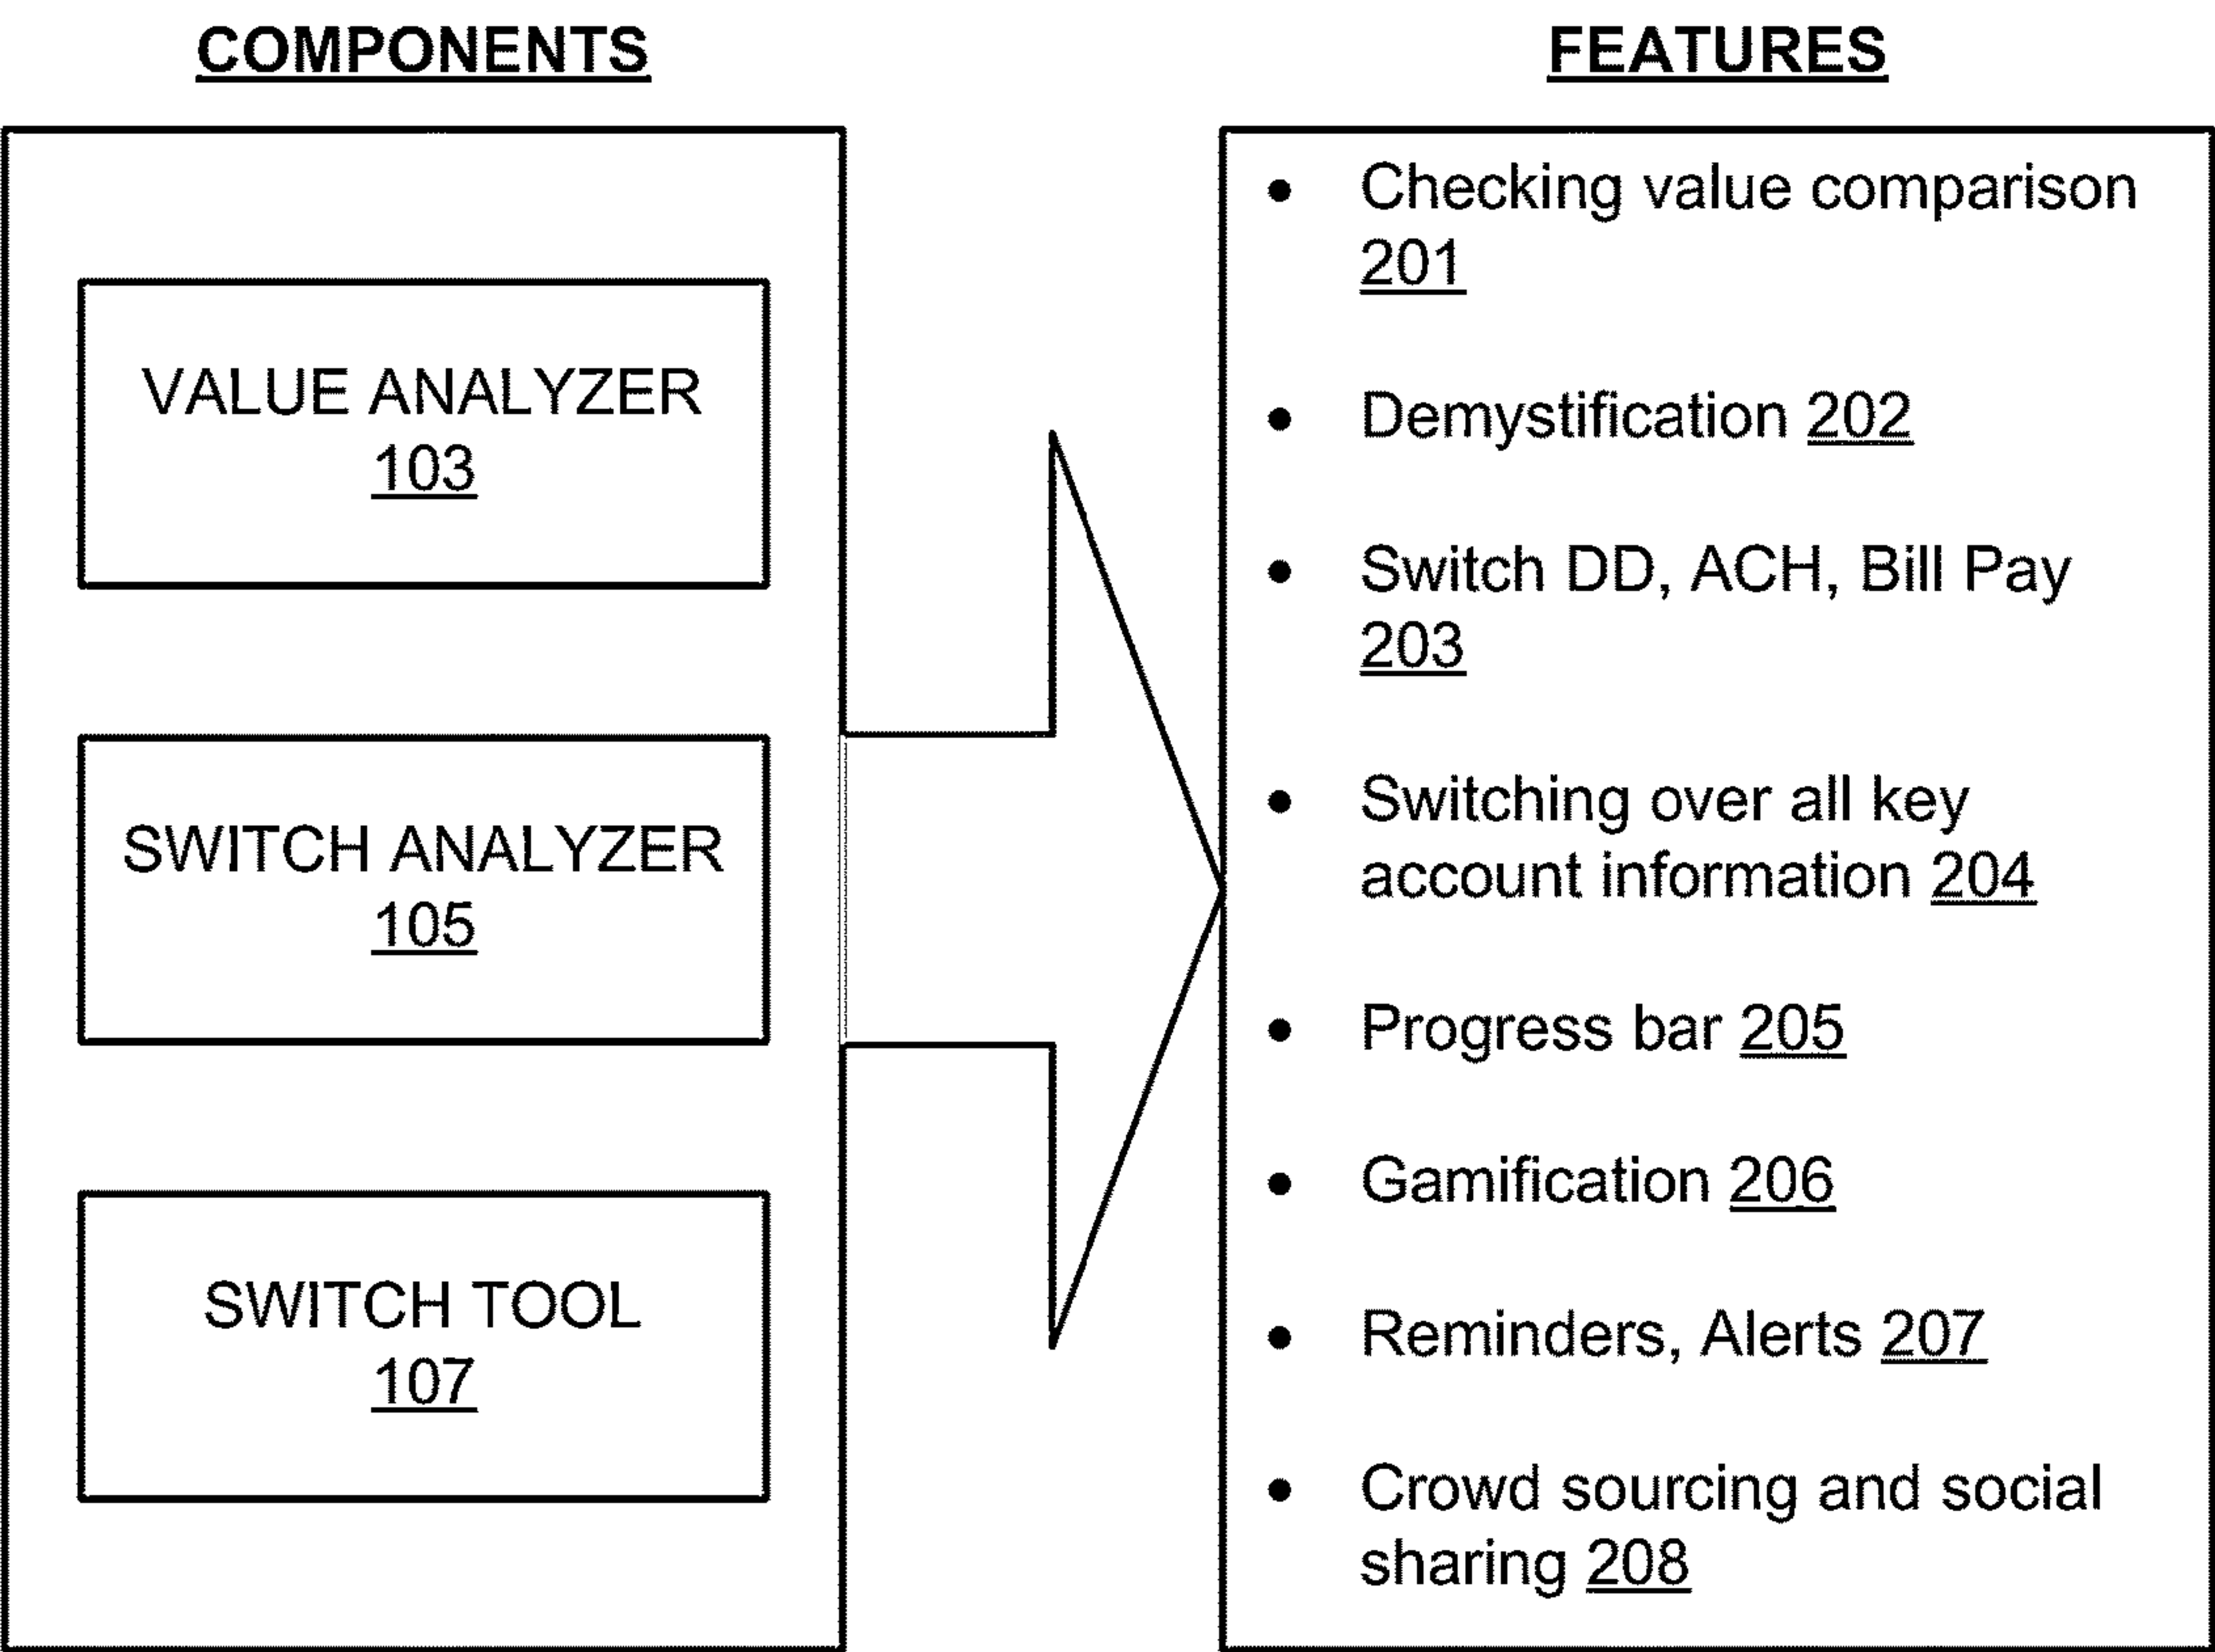 COMPONENTS
VALUE ANALYZER
103
SWITCH ANALYZER
105
SWITCH TOOL
107
FEATURES
• Checking value comparison
201
• Demystification 202
• Switch DD, ACH, Bill Pay
203
• Switching over all key
account information 204
• Progress bar 205
• Gamification 206
• Reminders, Alerts 207
• Crowd sourcing and social
sharing 208